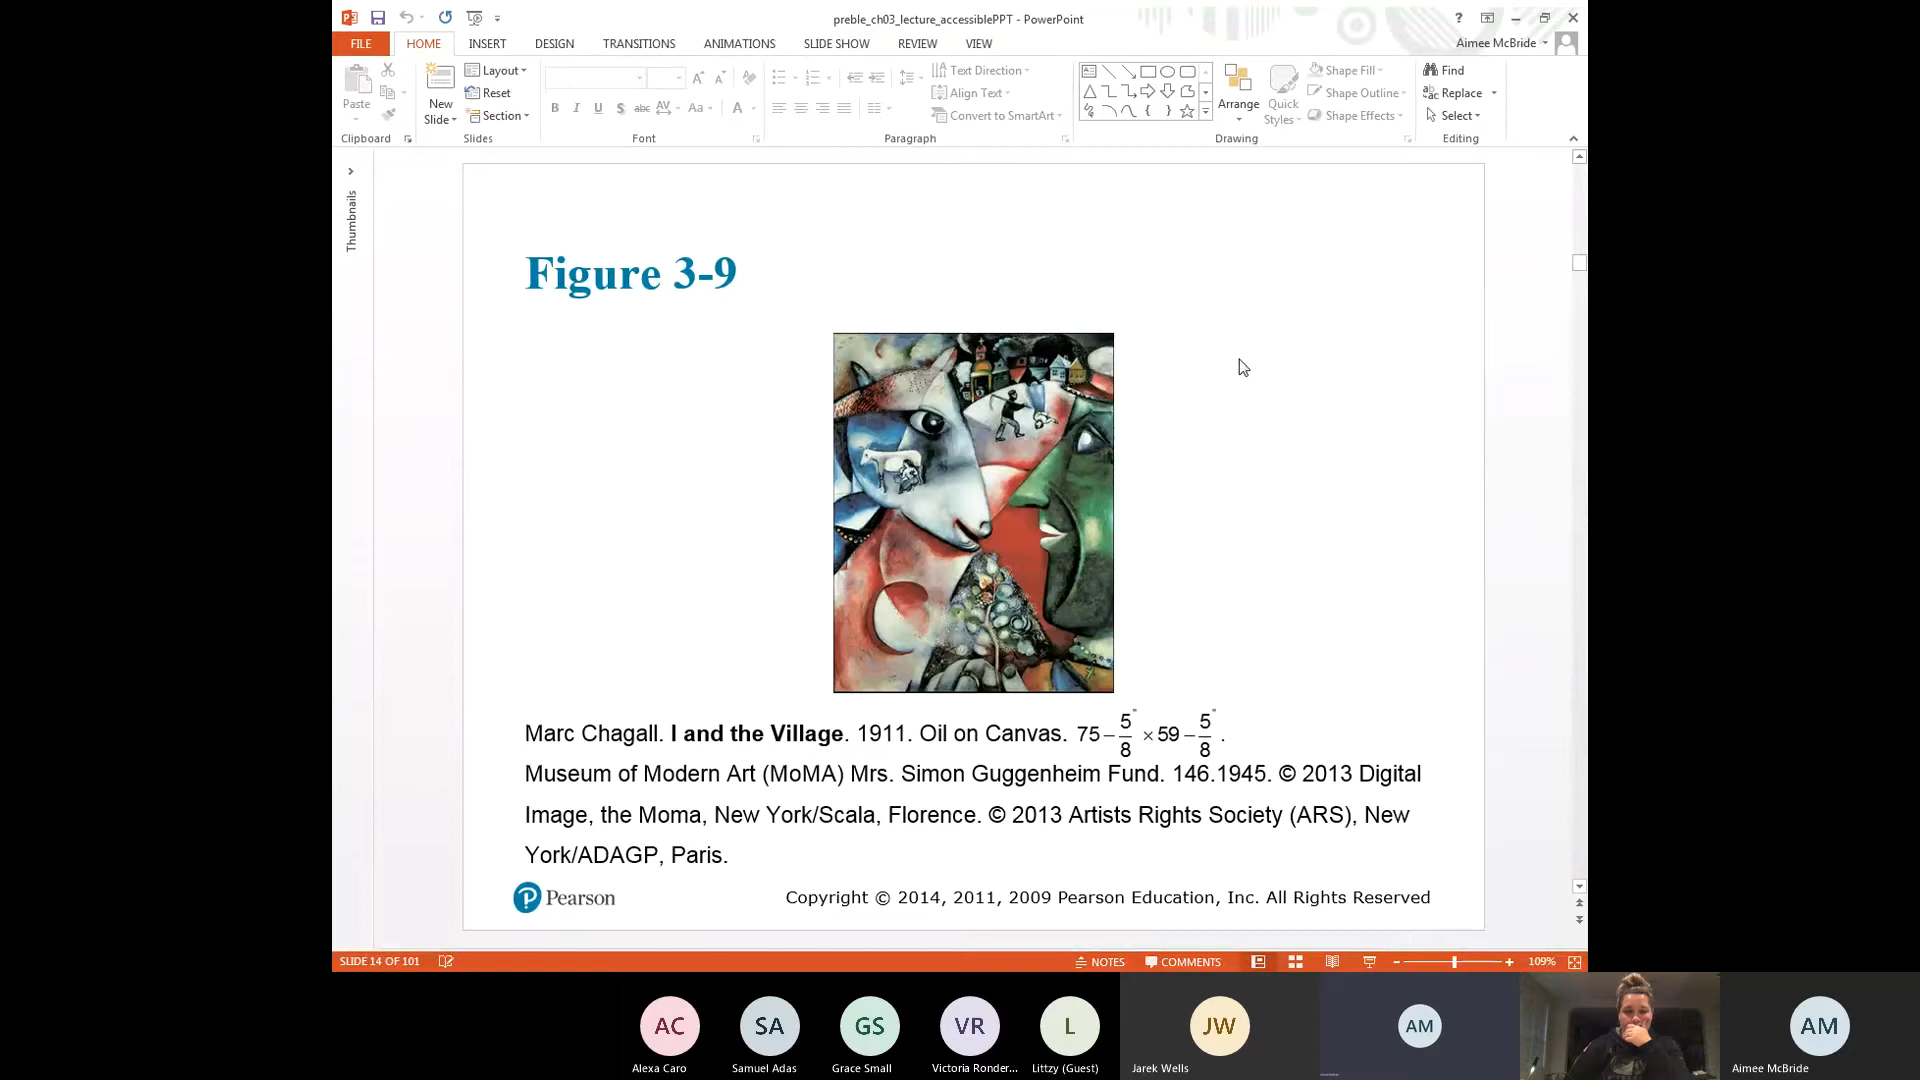 preble_ch03_lecture_accessiblePPT - PowerPoint
?
FILE HOME INSERT DESIGN TRANSITIONS ANIMATIONS SLIDE SHOW REVIEW VIEW
Aimee McBride
Paste
New Slide
Layout
Reset
Section
B I U S abc AV Aa A
Text Direction
Align Text
Convert to SmartArt
Arrange
Quick Styles
Shape Fill
Shape Outline
Shape Effects
Find
Replace
Select
Clipboard Slides Font Paragraph Drawing Editing
Thumbnails
Figure 3-9
Marc Chagall. I and the Village. 1911. Oil on Canvas. 75–5/8" ×59–5/8".
Museum of Modern Art (MoMA) Mrs. Simon Guggenheim Fund. 146.1945. © 2013 Digital
Image, the Moma, New York/Scala, Florence. © 2013 Artists Rights Society (ARS), New
York/ADAGP, Paris.
Pearson
Copyright © 2014, 2011, 2009 Pearson Education, Inc. All Rights Reserved
SLIDE 14 OF 101
NOTES COMMENTS 109%
AC SA GS VR L JW AM AM
Alexa Caro Samuel Adas Grace Small Victoria Ronder... Littzy (Guest) Jarek Wells Aimee McBride